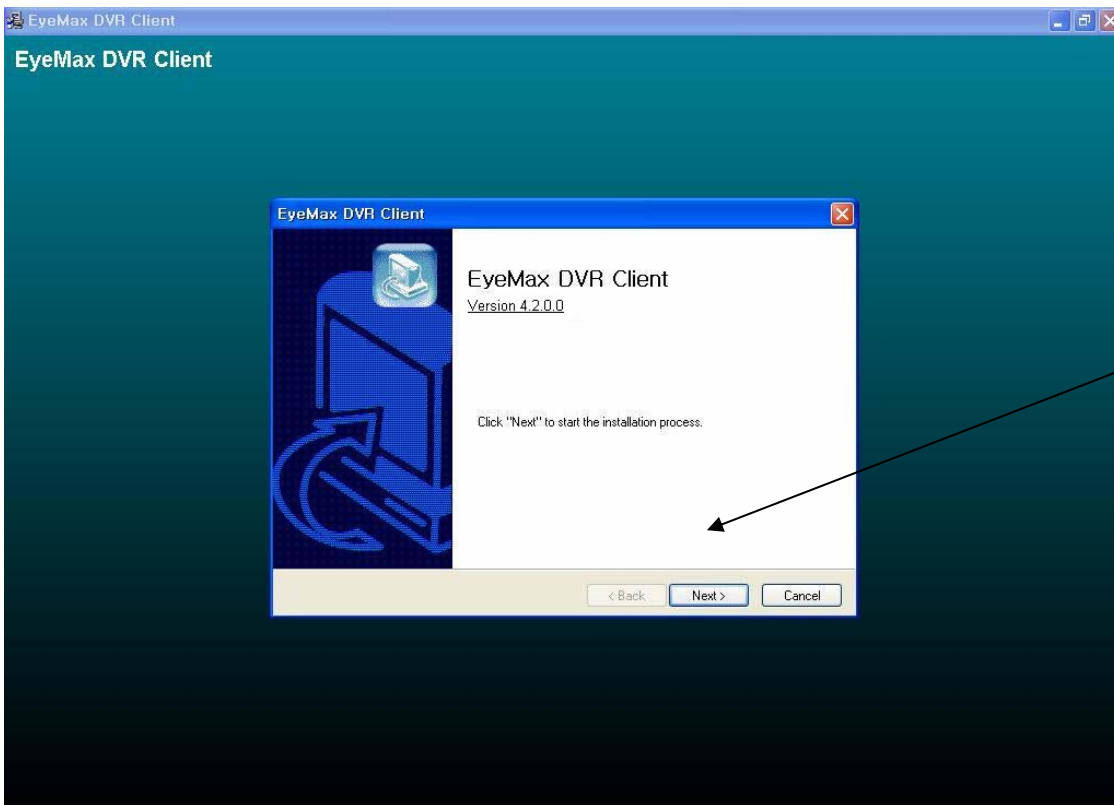 EyeMax DVR Client
EyeMax DVR Client
EyeMax DVR Client
EyeMax DVR Client
Version 4.2.0.0
Click "Next" to start the installation process.
< Back Next > Cancel